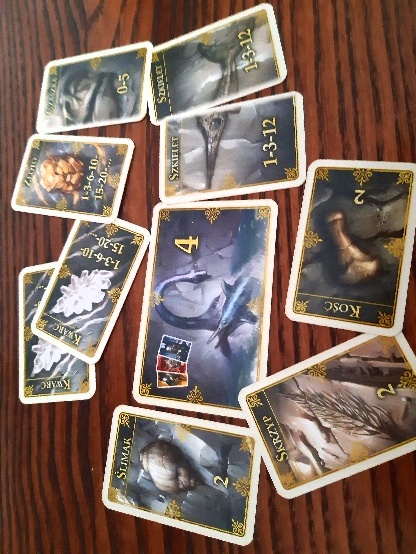 0-5
SZKIELET
1-3-12
SZKIELET
1-3-12
ZŁOTO
1-3-6-10-
15-20-...
KWARC
1-3-6-10-
15-20-...
KWARC
4
KOŚĆ
2
SKRZYP
2
ŚLIMAK
2